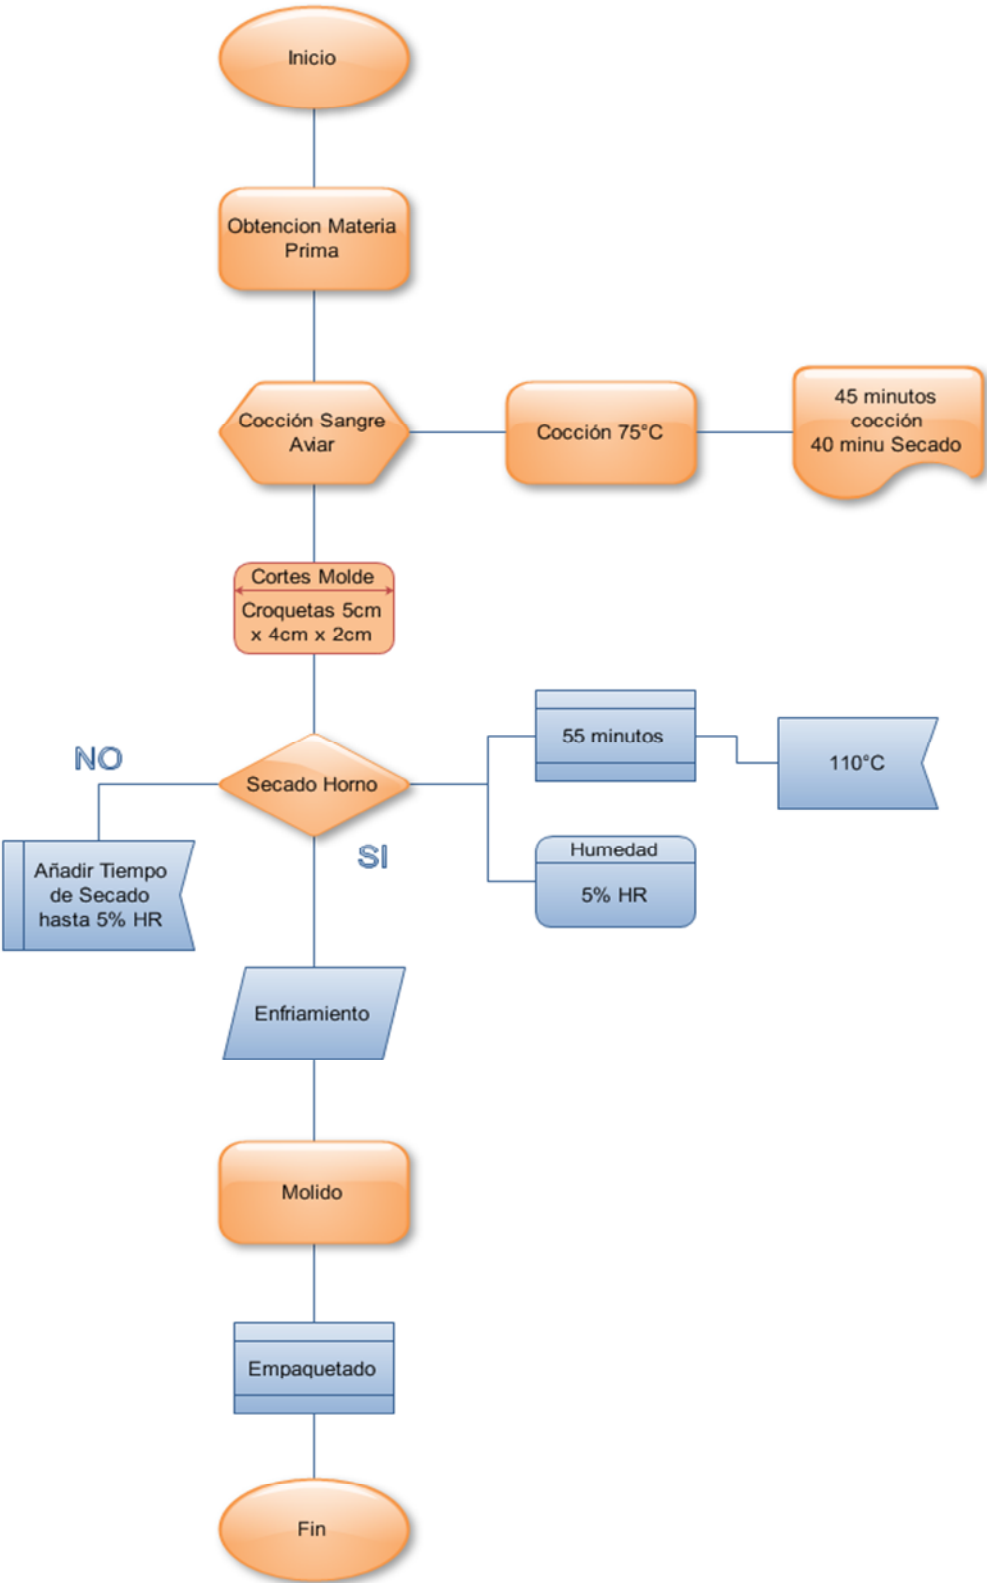 Inicio
Obtencion Materia
Prima
Cocción Sangre
Aviar
Cocción 75°C
45 minutos
cocción
40 minu Secado
Cortes Molde
Croquetas 5cm
x 4cm x 2cm
NO
Secado Horno
SI
55 minutos
110°C
Humedad
5% HR
Añadir Tiempo
de Secado
hasta 5% HR
Enfriamiento
Molido
Empaquetado
Fin